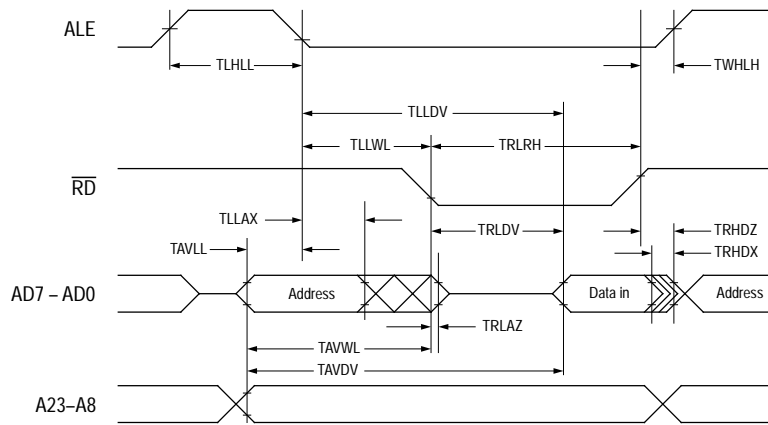 ALE
TLHLL
TWHLH
TLLDV
TLLWL
TRLRH
RD
TLLAX
TRLDV
TRHDZ
TAVLL
TRHDX
AD7 – AD0
Address
Data in
Address
TRLAZ
TAVWL
TAVDV
A23–A8